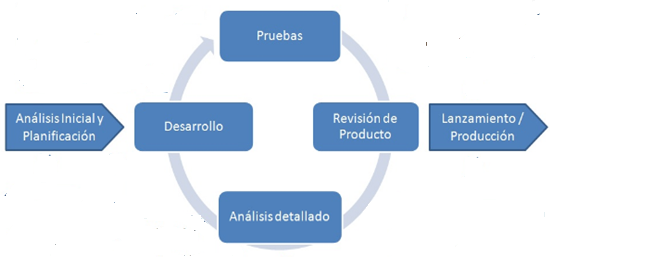 Pruebas
Análisis Inicial y
Planificación
Desarrollo
Revisión de
Producto
Lanzamiento /
Producción
Análisis detallado